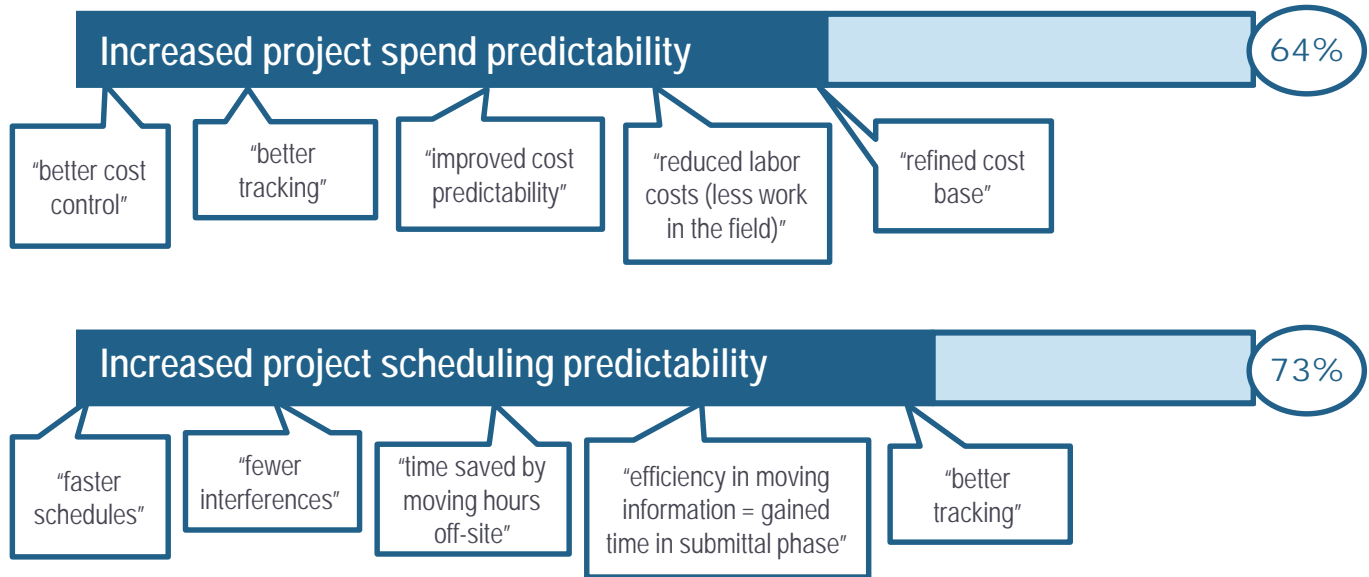 Increased project spend predictability
64%
“better cost
control”
“better
tracking”
“improved cost
predictability”
“reduced labor
costs (less work
in the field)”
“refined cost
base”
Increased project scheduling predictability
73%
“faster
schedules”
“fewer
interferences”
“time saved by
moving hours
off-site”
“efficiency in moving
information = gained
time in submittal phase”
“better
tracking”